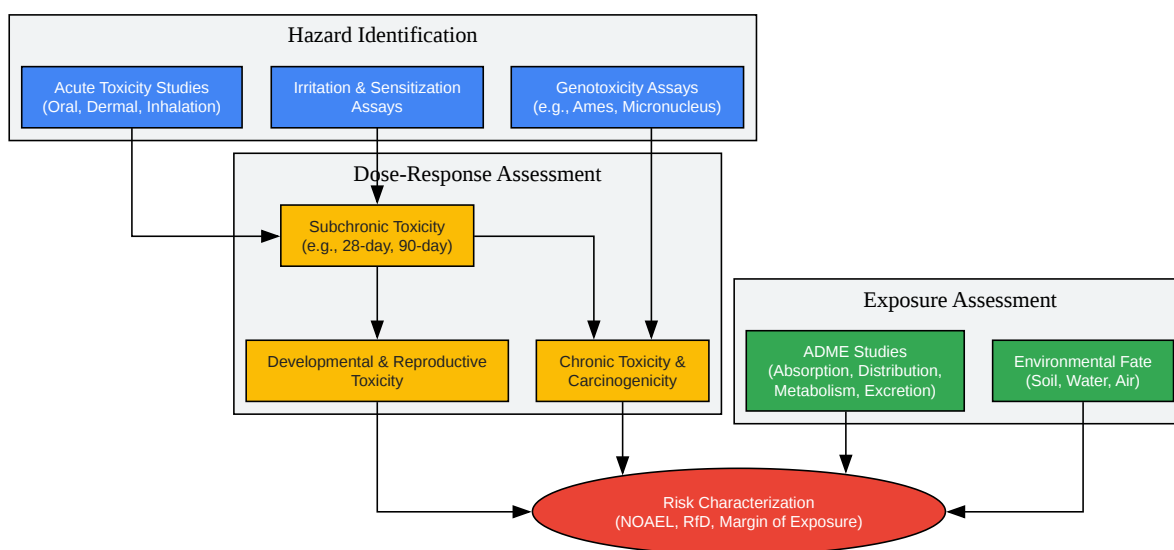 Hazard Identification
Acute Toxicity Studies
(Oral, Dermal, Inhalation)
Irritation & Sensitization
Assays
Genotoxicity Assays
(e.g., Ames, Micronucleus)
Dose-Response Assessment
Subchronic Toxicity
(e.g., 28-day, 90-day)
Developmental & Reproductive
Toxicity
Chronic Toxicity &
Carcinogenicity
Exposure Assessment
ADME Studies
(Absorption, Distribution,
Metabolism, Excretion)
Environmental Fate
(Soil, Water, Air)
Risk Characterization
(NOAEL, RfD, Margin of Exposure)